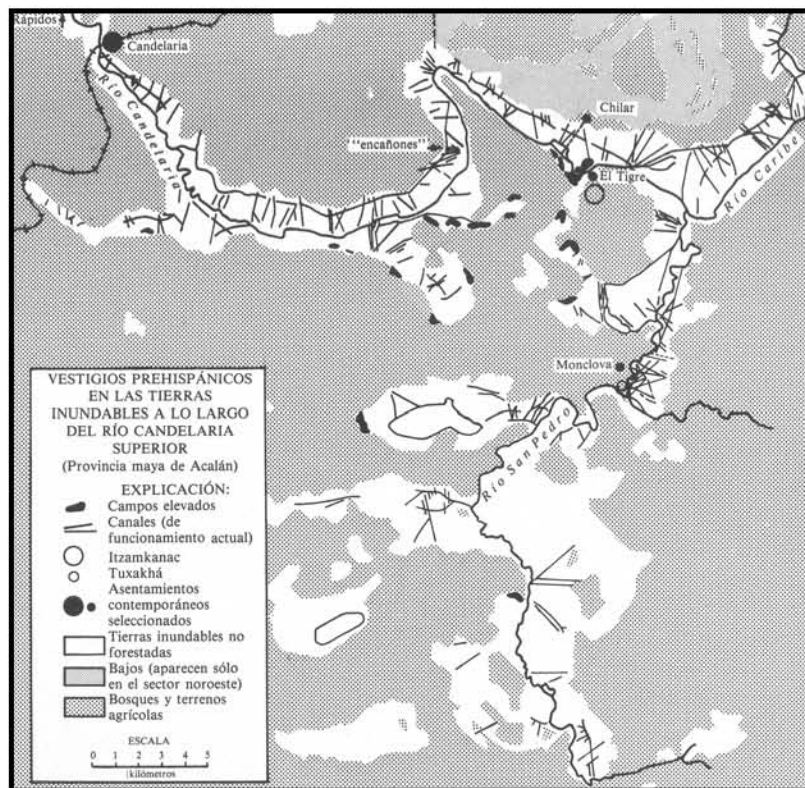 Rápidos
Candelaria
Río Candelaria
"encañones"
Chilar
El Tigre
Río Caribe
Monclova
Río San Pedro
VESTIGIOS PREHISPÁNICOS
EN LAS TIERRAS
INUNDABLES A LO LARGO
DEL RÍO CANDELARIA
SUPERIOR
(Provincia maya de Acalán)
EXPLICACIÓN:
Campos elevados
Canales (de
funcionamiento actual)
Itzamkanac
Tuxakhá
Asentamientos
contemporáneos
seleccionados
Tierras inundables no
forestadas
Bajos (aparecen sólo
en el sector noroeste)
Bosques y terrenos
agrícolas
ESCALA
0 1 2 3 4 5
kilómetros